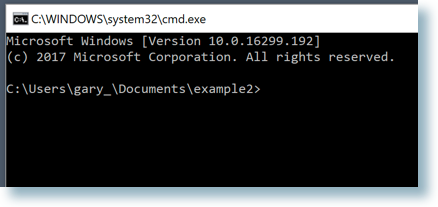 C:\WINDOWS\system32\cmd.exe
Microsoft Windows [Version 10.0.16299.192]
(c) 2017 Microsoft Corporation. All rights reserved.
C:\Users\gary_\Documents\example2>